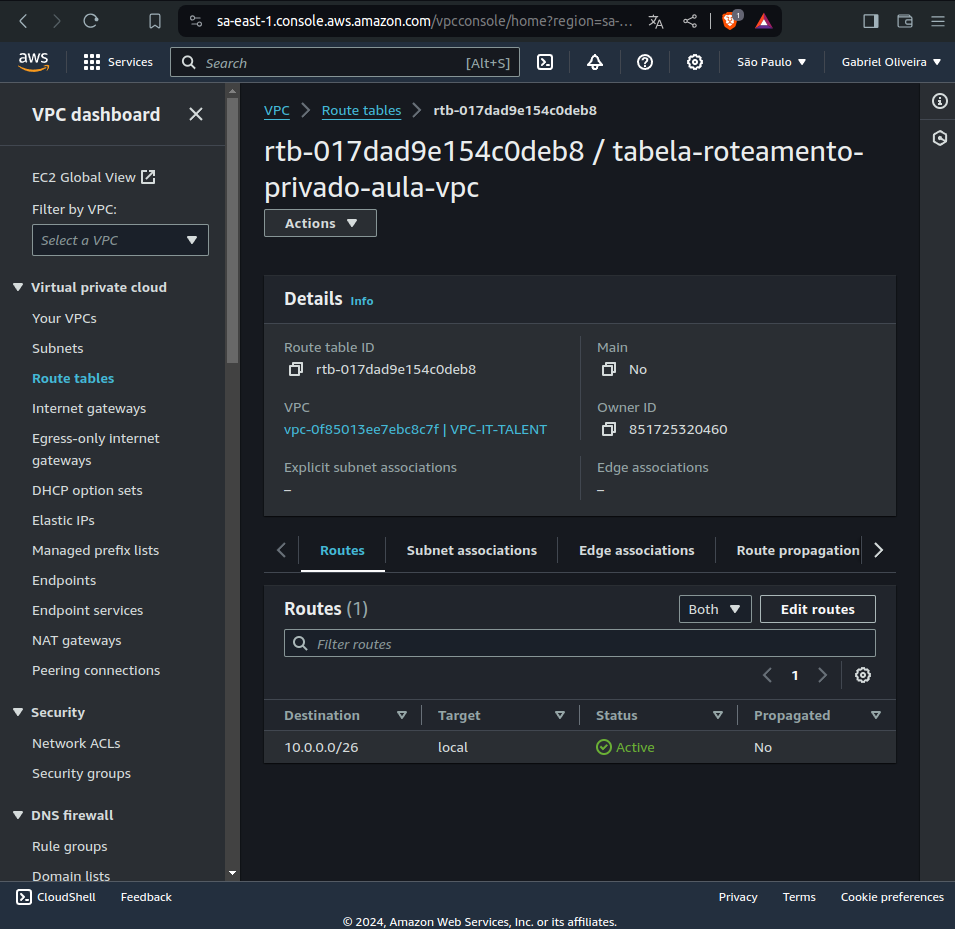 sa-east-1.console.aws.amazon.com/vpcconsole/home?region=sa-...
1
aws
Services
Search
[Alt+S]
São Paulo
Gabriel Oliveira
VPC dashboard
EC2 Global View
Filter by VPC:
Select a VPC
Virtual private cloud
Your VPCs
Subnets
Route tables
Internet gateways
Egress-only internet
gateways
DHCP option sets
Elastic IPs
Managed prefix lists
Endpoints
Endpoint services
NAT gateways
Peering connections
Security
Network ACLs
Security groups
DNS firewall
Rule groups
Domain lists
VPC
Route tables
rtb-017dad9e154c0deb8
rtb-017dad9e154c0deb8 / tabela-roteamento-
privado-aula-vpc
Actions
Details Info
Route table ID
rtb-017dad9e154c0deb8
Main
No
VPC
vpc-0f85013ee7ebc8c7f | VPC-IT-TALENT
Owner ID
851725320460
Explicit subnet associations
–
Edge associations
–
Routes
Subnet associations
Edge associations
Route propagation
Routes (1)
Both
Edit routes
Filter routes
1
Destination
Target
Status
Propagated
10.0.0.0/26
local
Active
No
CloudShell
Feedback
Privacy
Terms
Cookie preferences
© 2024, Amazon Web Services, Inc. or its affiliates.